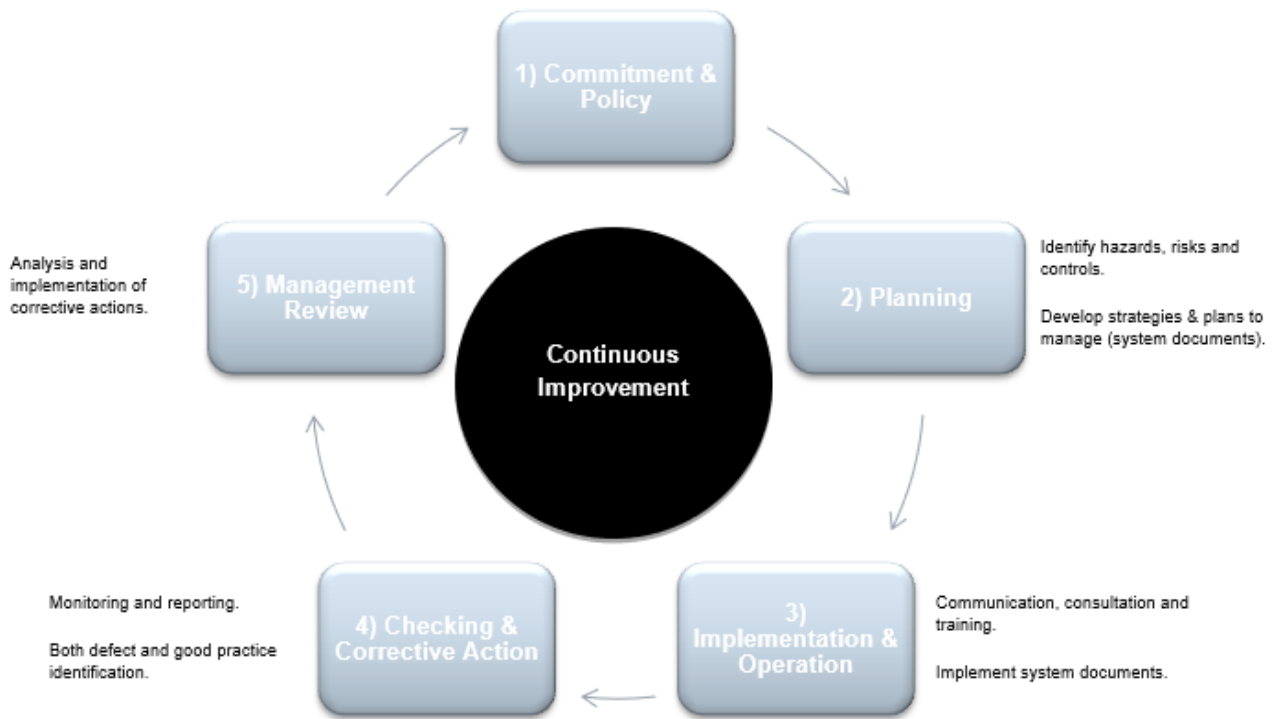 1) Commitment &
Policy
2) Planning
Identify hazards, risks and
controls.
Develop strategies & plans to
manage (system documents).
3)
Implementation &
Operation
Communication, consultation and
training.
Implement system documents.
4) Checking &
Corrective Action
Monitoring and reporting.
Both defect and good practice
identification.
5) Management
Review
Analysis and
implementation of
corrective actions.
Continuous
Improvement